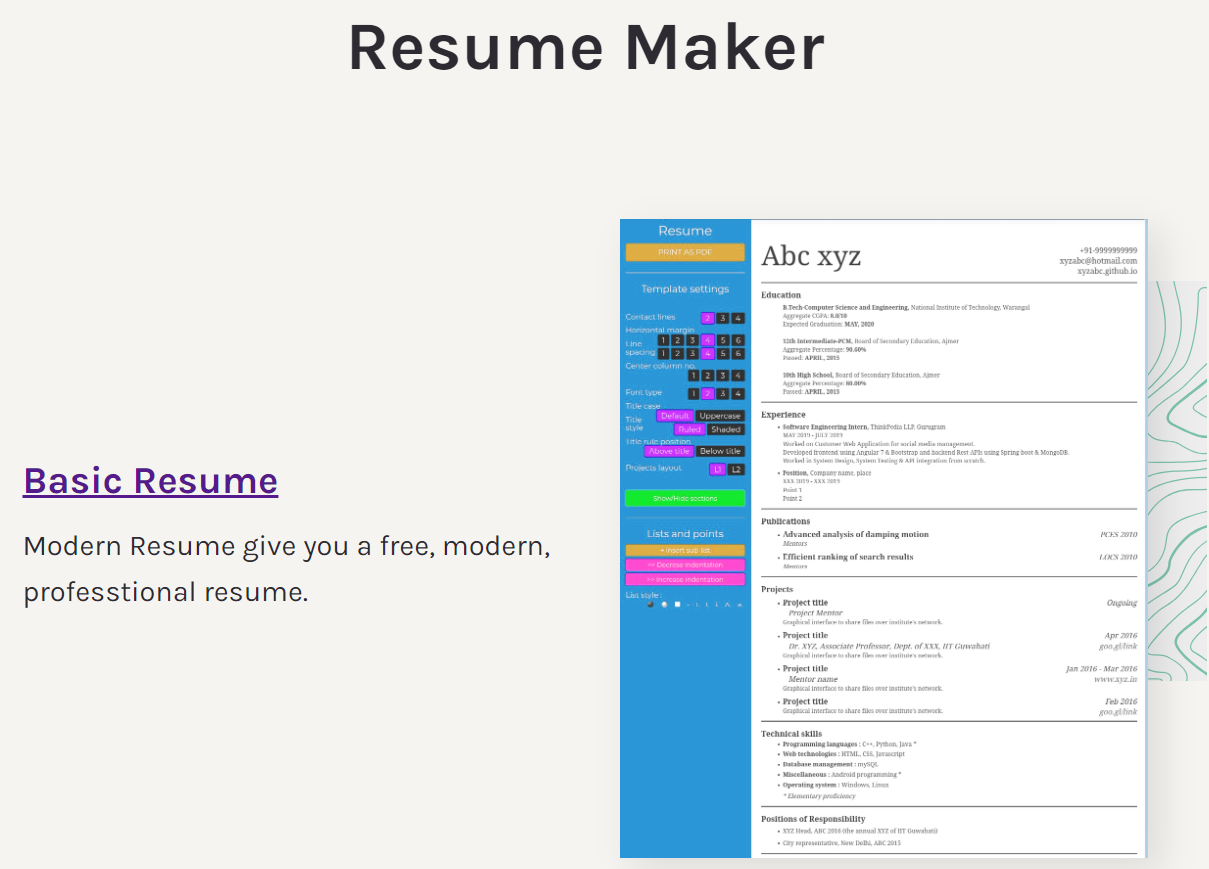 Resume Maker
Basic Resume
Modern Resume give you a free, modern,
professtional resume.
Resume
PRINT AS PDF
Template settings
Contact lines 2 3 4
Horizontal margin
1 2 3 4 5 6
Line
spacing 1 2 3 4 5 6
Center column no.
1 2 3 4
Font type 1 2 3 4
Title case
Default Uppercase
Title
style Ruled Shaded
Title rule position
Above title Below title
Projects layout L1 L2
Show/Hide sections
Lists and points
+ Insert sub list
<< Decrese indentation
>> Increase indentation
List style :
Abc xyz
+91-9999999999
xyzabc@hotmail.com
xyzabc.github.io
Education
B.Tech-Computer Science and Engineering, National Institute of Technology, Warangal
Aggregate CGPA: 8.0/10
Expected Graduation: MAY, 2020
12th Intermediate-PCM, Board of Secondary Education, Ajmer
Aggregate Percentage: 90.60%
Passed: APRIL, 2015
10th High School, Board of Secondary Education, Ajmer
Aggregate Percentage: 80.00%
Passed: APRIL, 2013
Experience
• Software Engineering Intern, ThinkPedia LLP, Gurugram
MAY 2019 - JULY 2019
Worked on Customer Web Application for social media management.
Developed frontend using Angular 7 & Bootstrap and backend Rest APIs using Spring boot & MongoDB.
Worked in System Design, System Testing & API integration from scratch.
• Position, Company name, place
XXX 2019 - XXX 2019
Point 1
Point 2
Publications
• Advanced analysis of damping motion PCES 2010
Mentors
• Efficient ranking of search results LOCS 2010
Mentors
Projects
• Project title Ongoing
Project Mentor
Graphical interface to share files over institute's network.
• Project title Apr 2016
Dr. XYZ, Associate Professor, Dept. of XXX, IIT Guwahati goo.gl/link
Graphical interface to share files over institute's network.
• Project title Jan 2016 - Mar 2016
Mentor name www.xyz.in
Graphical interface to share files over institute's network.
• Project title Feb 2016
Graphical interface to share files over institute's network. goo.gl/link
Technical skills
• Programming languages : C++, Python, Java *
• Web technologies : HTML, CSS, Javascript
• Database management : mySQL
• Miscellaneous : Android programming *
• Operating system : Windows, Linux
* Elementary proficiency
Positions of Responsibility
• XYZ Head, ABC 2016 (the annual XYZ of IIT Guwahati)
• City representative, New Delhi, ABC 2015